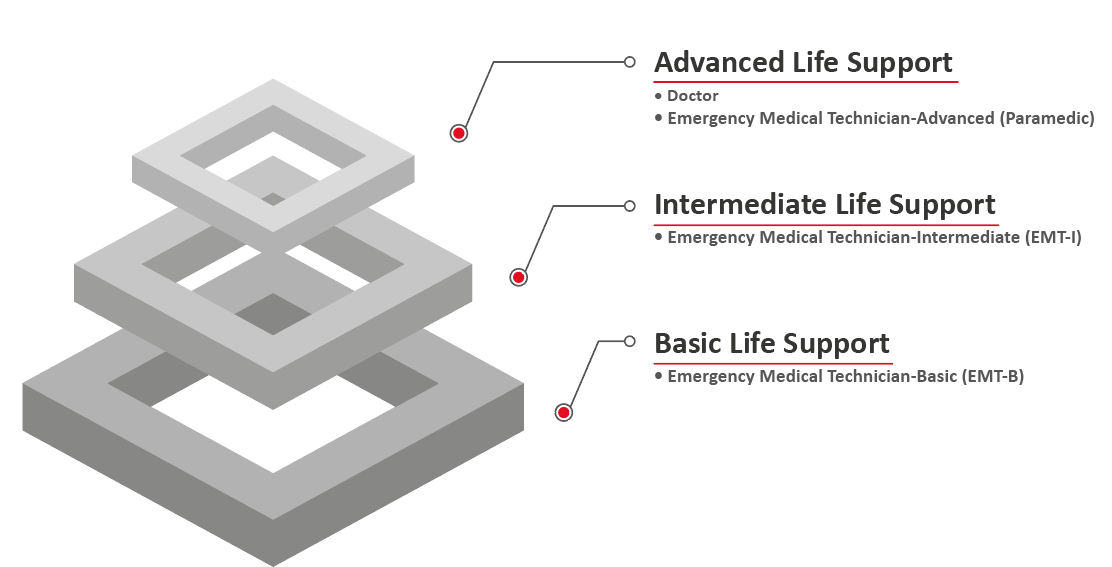 Advanced Life Support
• Doctor
• Emergency Medical Technician-Advanced (Paramedic)
Intermediate Life Support
• Emergency Medical Technician-Intermediate (EMT-I)
Basic Life Support
• Emergency Medical Technician-Basic (EMT-B)